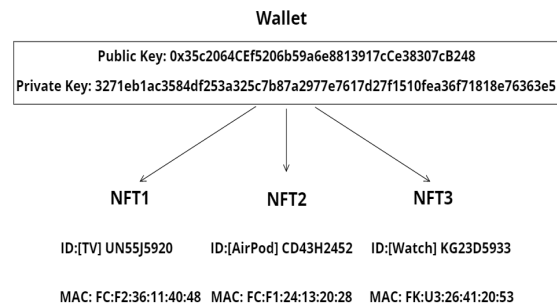 Wallet
Public Key: 0x35c2064CEf5206b59a6e8813917cCe38307cB248
Private Key: 3271eb1ac3584df253a325c7b87a2977e7617d27f1510fea36f71818e76363e5
NFT1 NFT2 NFT3
ID:[TV] UN55J5920 ID:[AirPod] CD43H2452 ID:[Watch] KG23D5933
MAC: FC:F2:36:11:40:48 MAC: FC:F1:24:13:20:28 MAC: FK:U3:26:41:20:53